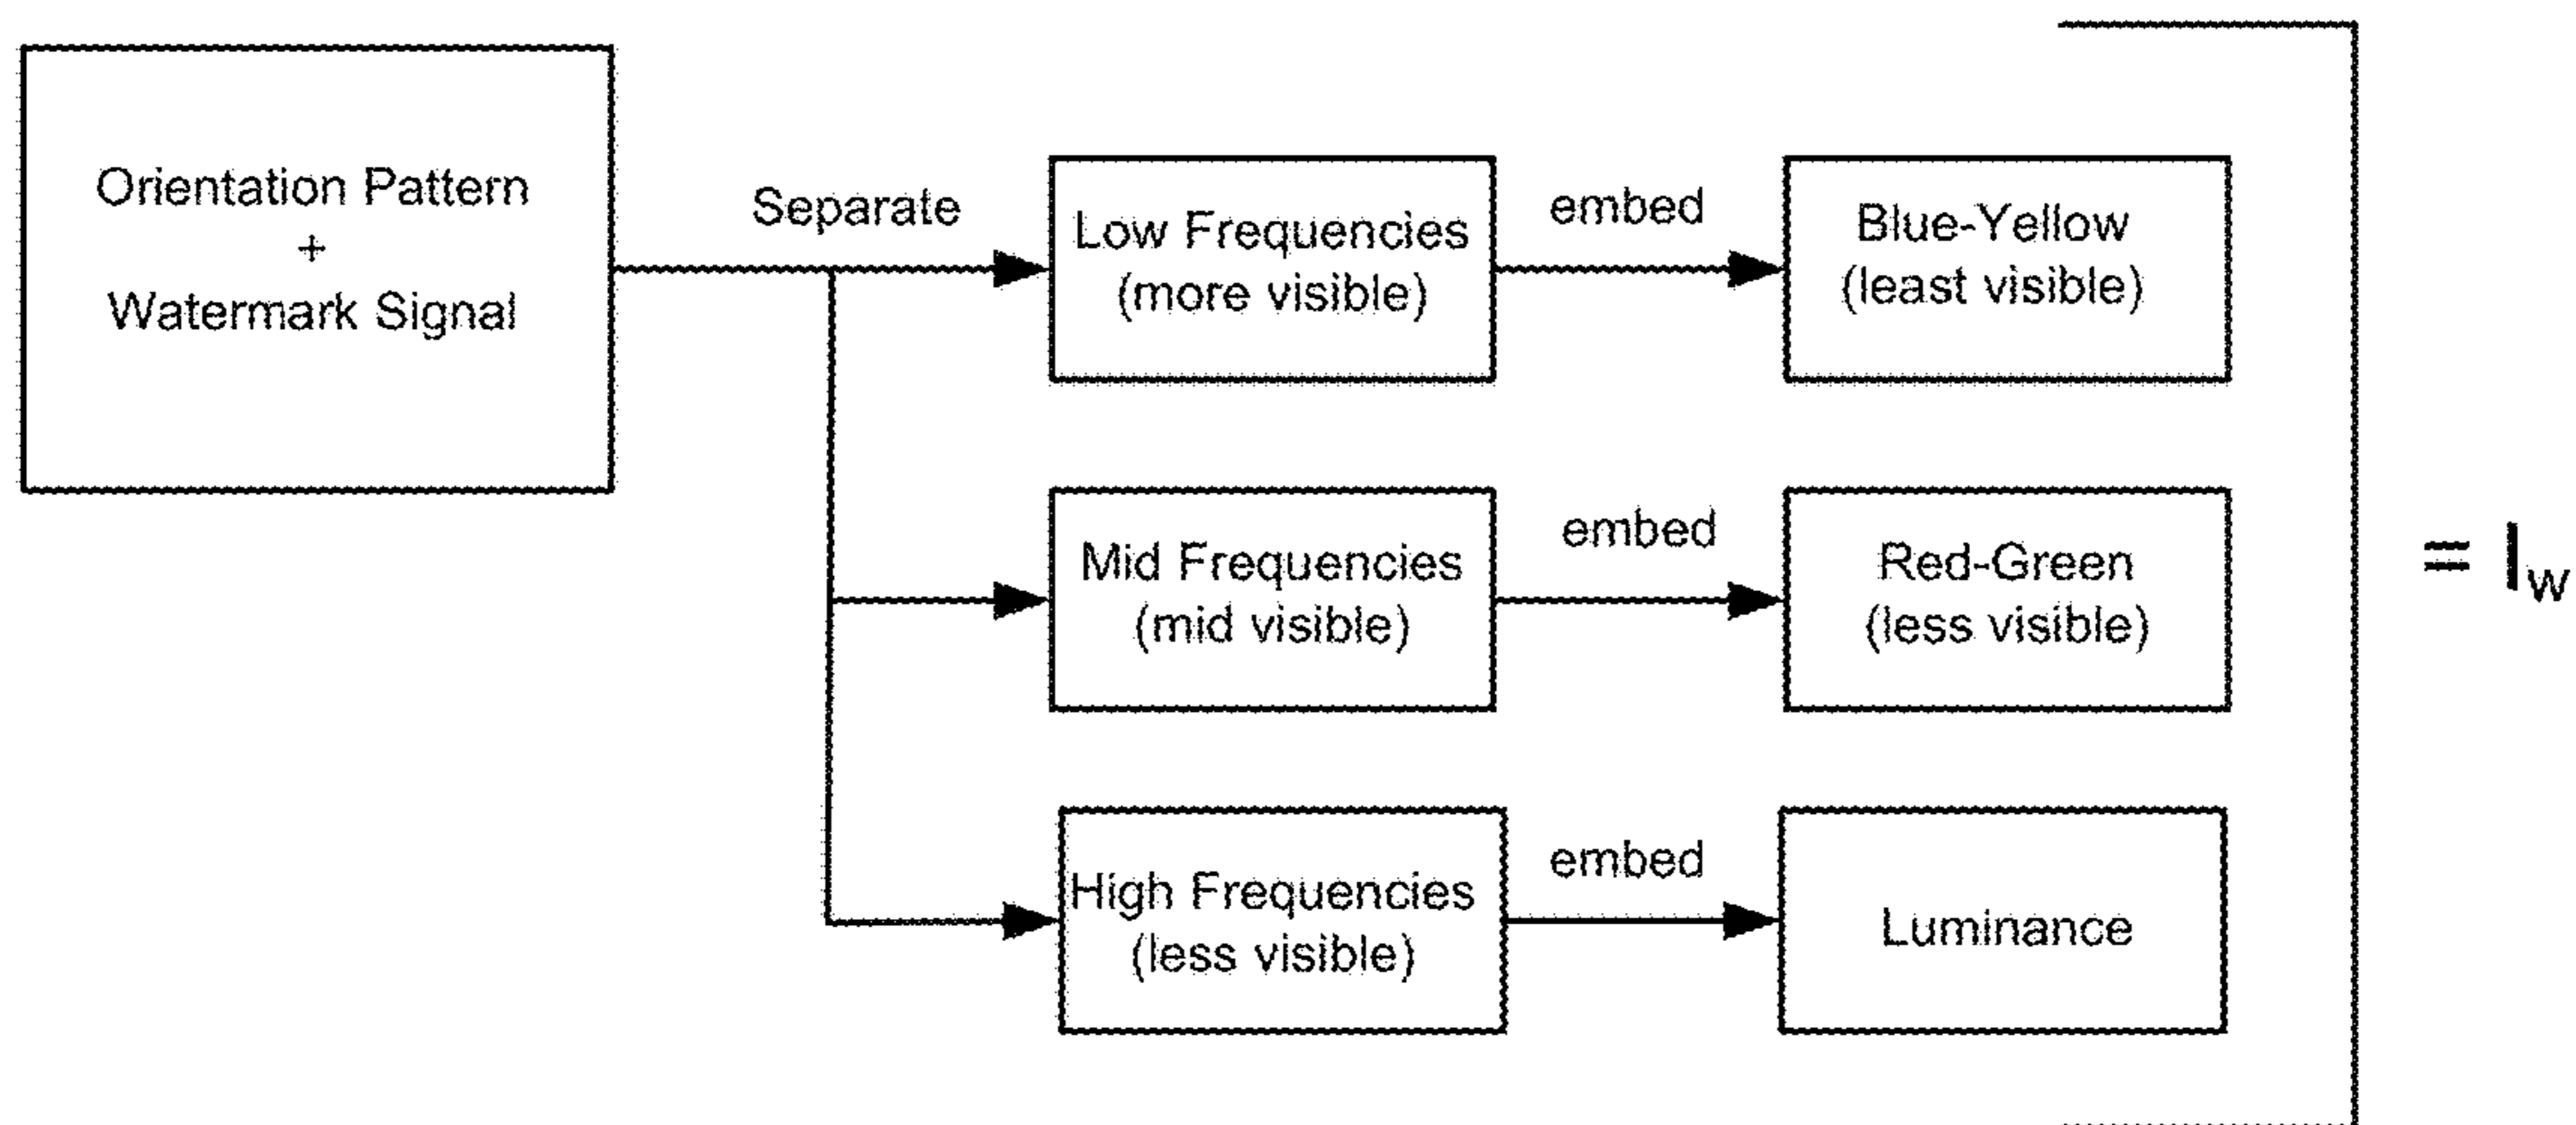 Orientation Pattern
+
Watermark Signal
Separate
Low Frequencies
(more visible)
embed
Blue-Yellow
(least visible)
Mid Frequencies
(mid visible)
embed
Red-Green
(less visible)
High Frequencies
(less visible)
embed
Luminance
= Iw